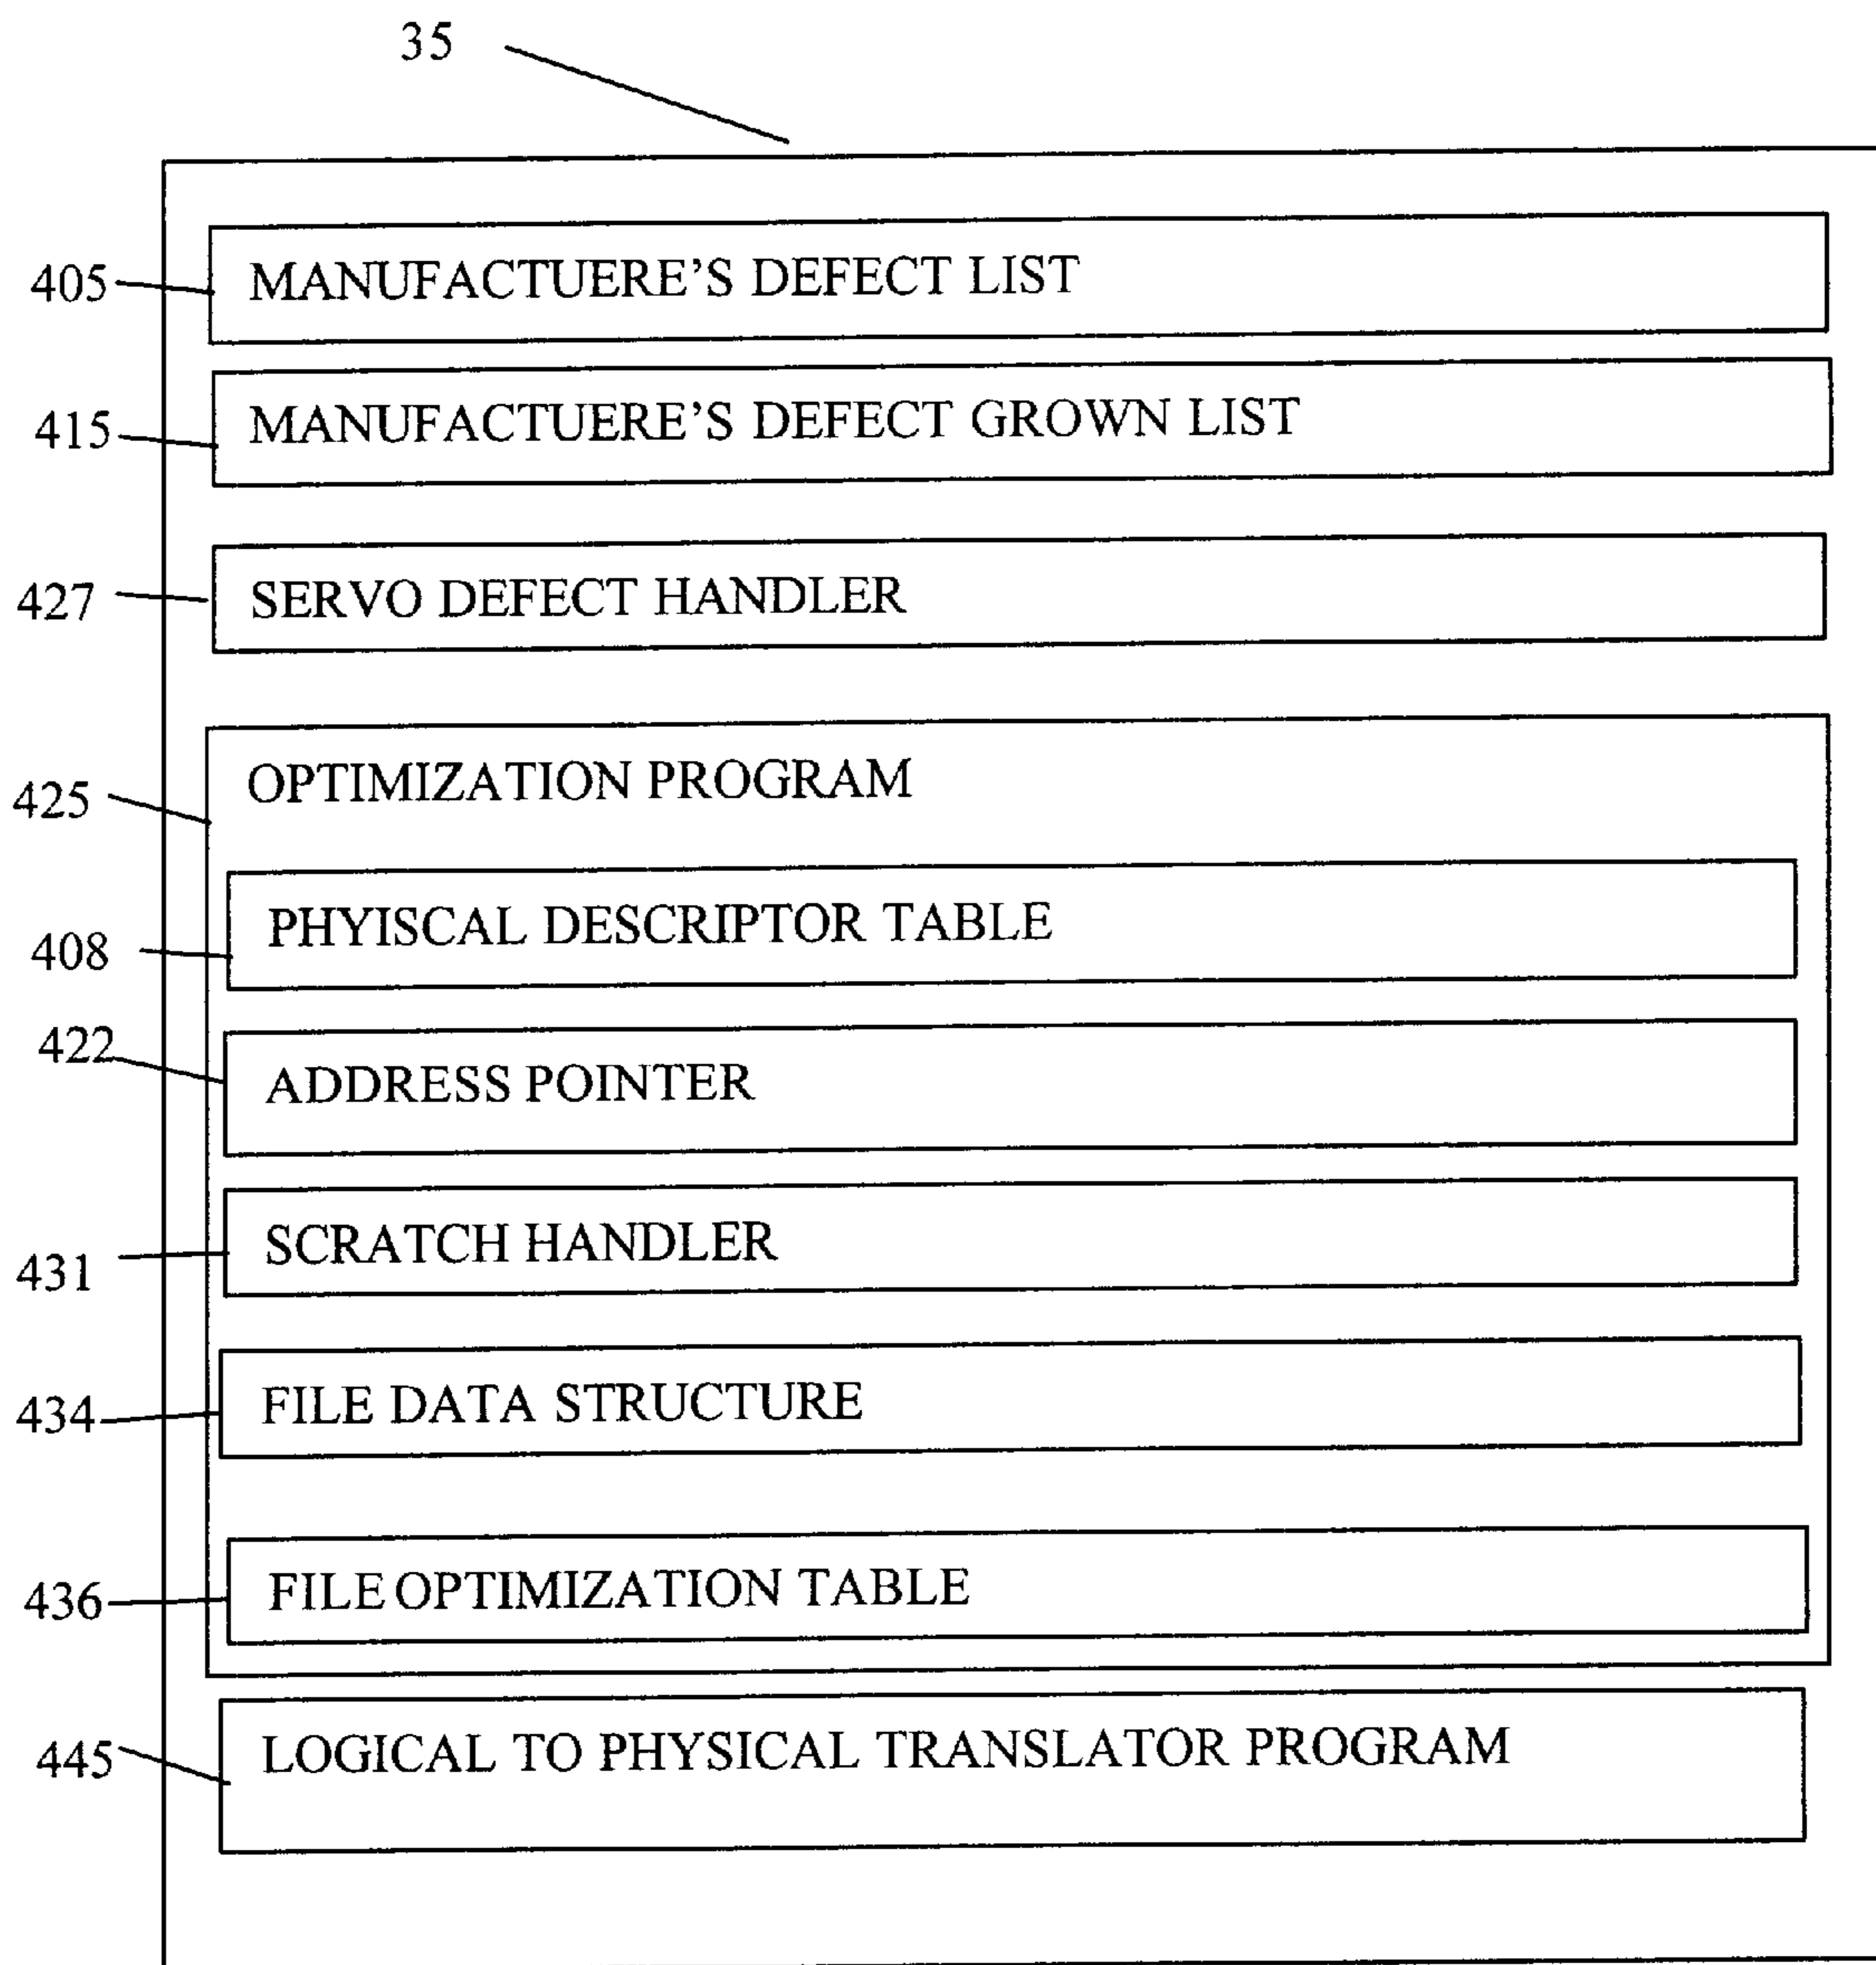 35
405 MANUFACTUERE'S DEFECT LIST
415 MANUFACTUERE'S DEFECT GROWN LIST
427 SERVO DEFECT HANDLER
425 OPTIMIZATION PROGRAM
408 PHYISCAL DESCRIPTOR TABLE
422 ADDRESS POINTER
431 SCRATCH HANDLER
434 FILE DATA STRUCTURE
436 FILE OPTIMIZATION TABLE
445 LOGICAL TO PHYSICAL TRANSLATOR PROGRAM